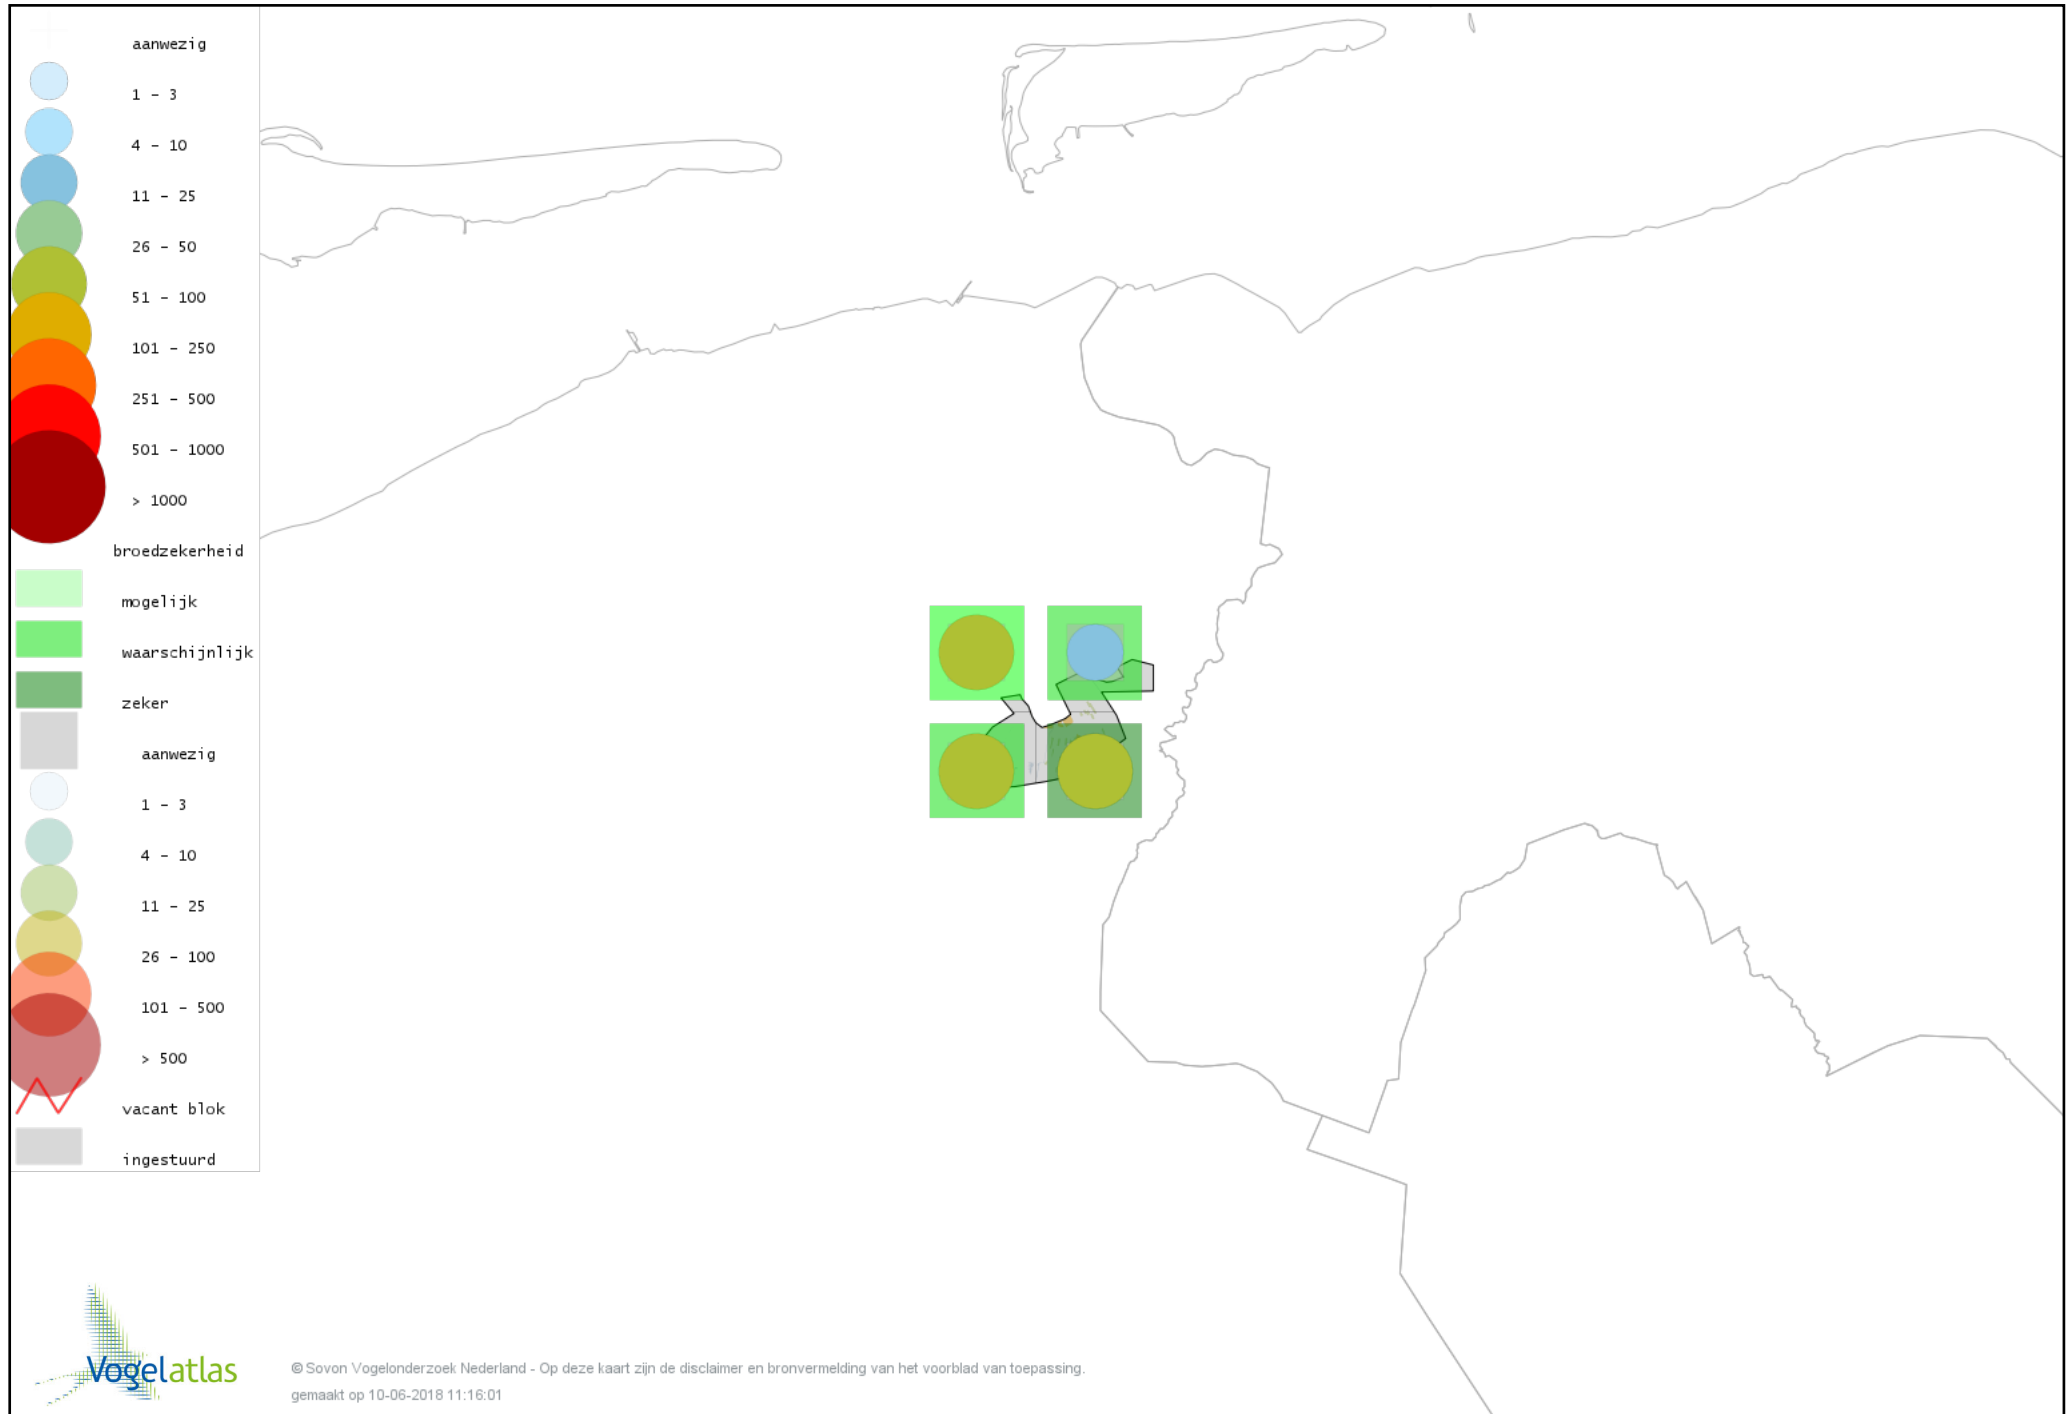 aanwezig
1 - 3
4 - 10
11 - 25
26 - 50
51 - 100
101 - 250
251 - 500
501 - 1000
> 1000
broedzekerheid
mogelijk
waarschijnlijk
zeker
aanwezig
1 - 3
4 - 10
11 - 25
26 - 100
101 - 500
> 500
vacant blok
ingestuurd
Vogelatlas
© Sovon Vogelonderzoek Nederland - Op deze kaart zijn de disclaimer en bronvermelding van het voorblad van toepassing.
gemaakt op 10-06-2018 11:16:01